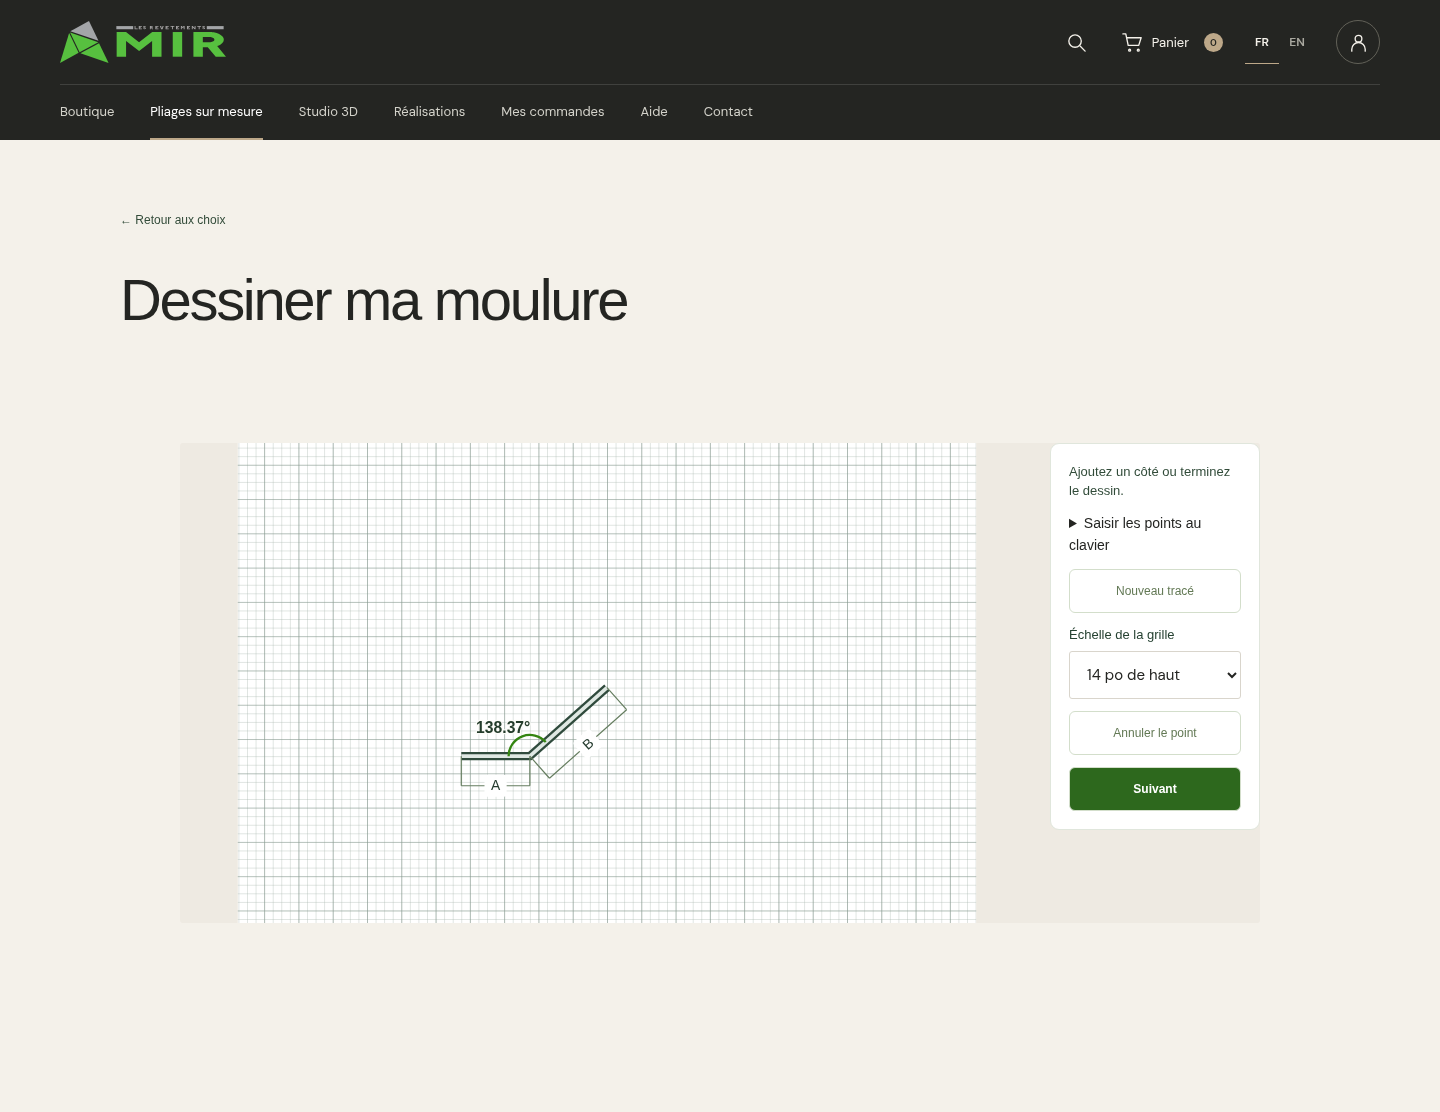 LES REVÊTEMENTS
MIR
Panier 0 FR EN
Boutique Pliages sur mesure Studio 3D Réalisations Mes commandes Aide Contact
← Retour aux choix
Dessiner ma moulure
Ajoutez un côté ou terminez
le dessin.
Saisir les points au
clavier
Nouveau tracé
Échelle de la grille
14 po de haut
Annuler le point
Suivant
138.37°
B
A